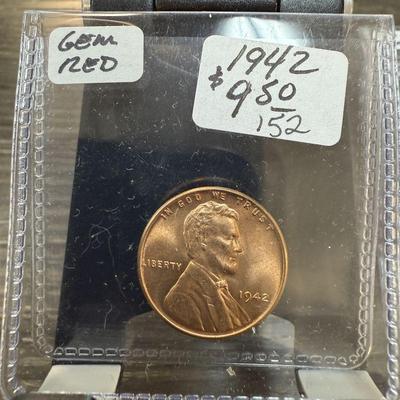 GEM
RED
1942
$9 50
152
IN GOD WE TRUST
LIBERTY
1942